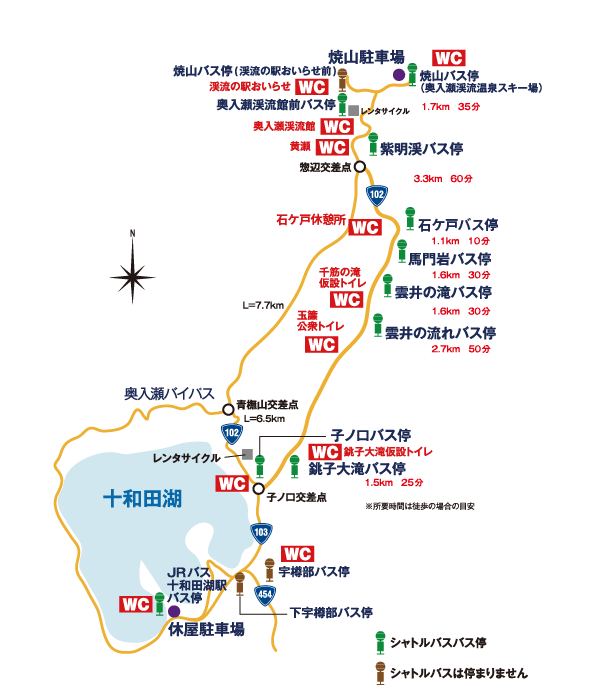 焼山駐車場
WC
焼山バス停(渓流の駅おいらせ前)
渓流の駅おいらせ WC
焼山バス停
(奥入瀬渓流温泉スキー場)
奥入瀬渓流館前バス停
レンタサイクル
1.7km 35分
奥入瀬渓流館 WC
黄瀬 WC
紫明渓バス停
惣辺交差点
3.3km 60分
102
石ケ戸休憩所 WC
石ケ戸バス停
1.1km 10分
N
馬門岩バス停
1.6km 30分
千筋の滝
仮設トイレ
WC
雲井の滝バス停
1.6km 30分
L=7.7km
玉簾
公衆トイレ
WC
雲井の流れバス停
2.7km 50分
奥入瀬バイパス
青橅山交差点
L=6.5km
102
子ノ口バス停
レンタサイクル
WC 銚子大滝仮設トイレ
銚子大滝バス停
1.5km 25分
WC
子ノ口交差点
十和田湖
※所要時間は徒歩の場合の目安
103
WC
宇樽部バス停
JRバス
十和田湖駅
バス停
WC
454
下宇樽部バス停
休屋駐車場
シャトルバスバス停
シャトルバスは停まりません